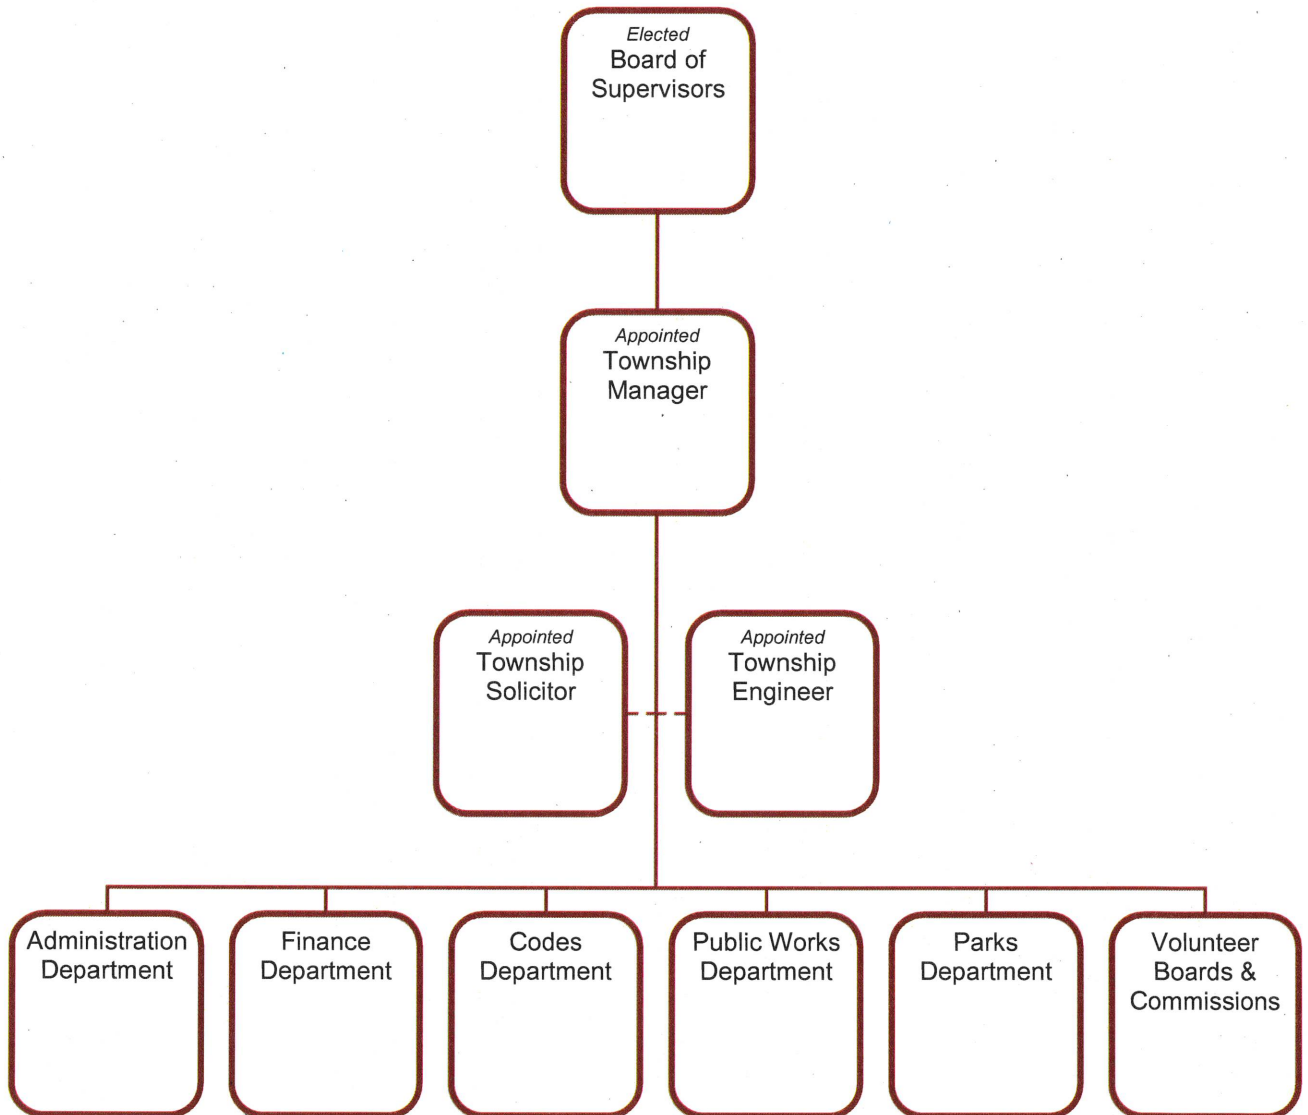 Elected
Board of
Supervisors
Appointed
Township
Manager
Appointed
Township
Solicitor
Appointed
Township
Engineer
Administration
Department
Finance
Department
Codes
Department
Public Works
Department
Parks
Department
Volunteer
Boards &
Commissions